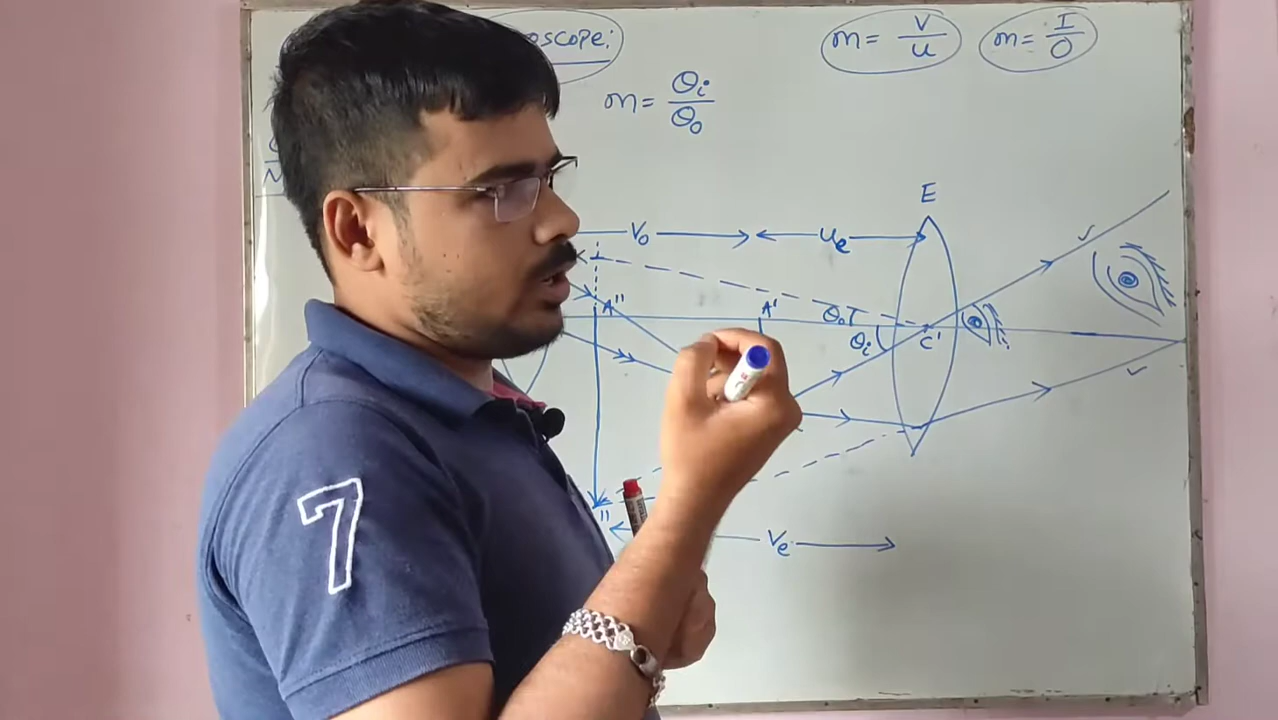 oscope:
m= V/u
m= I/O
m= θi/θo
E
Vo
ue
A"
A'
θo
θi
C'
"
Ve
7